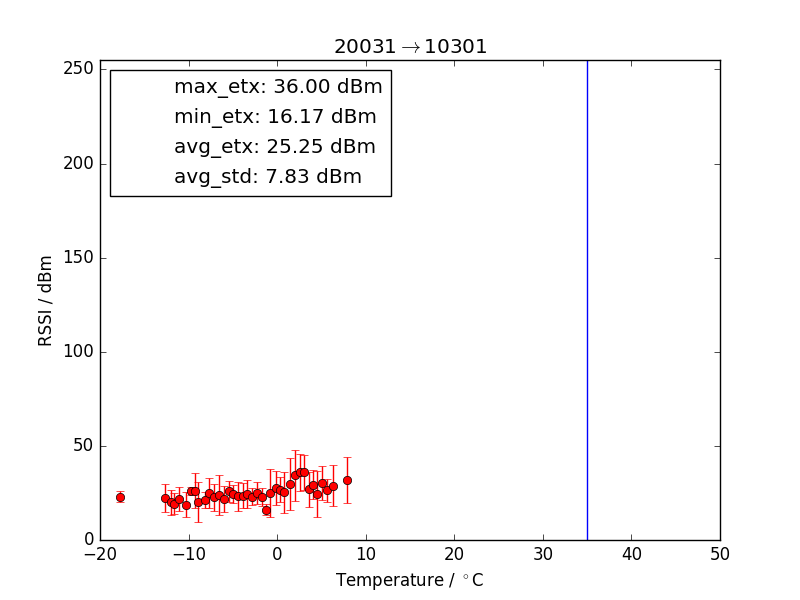 20031→10301
max_etx: 36.00 dBm
min_etx: 16.17 dBm
avg_etx: 25.25 dBm
avg_std: 7.83 dBm
RSSI / dBm
250
200
150
100
50
0
−20 −10 0 10 20 30 40 50
Temperature / °C